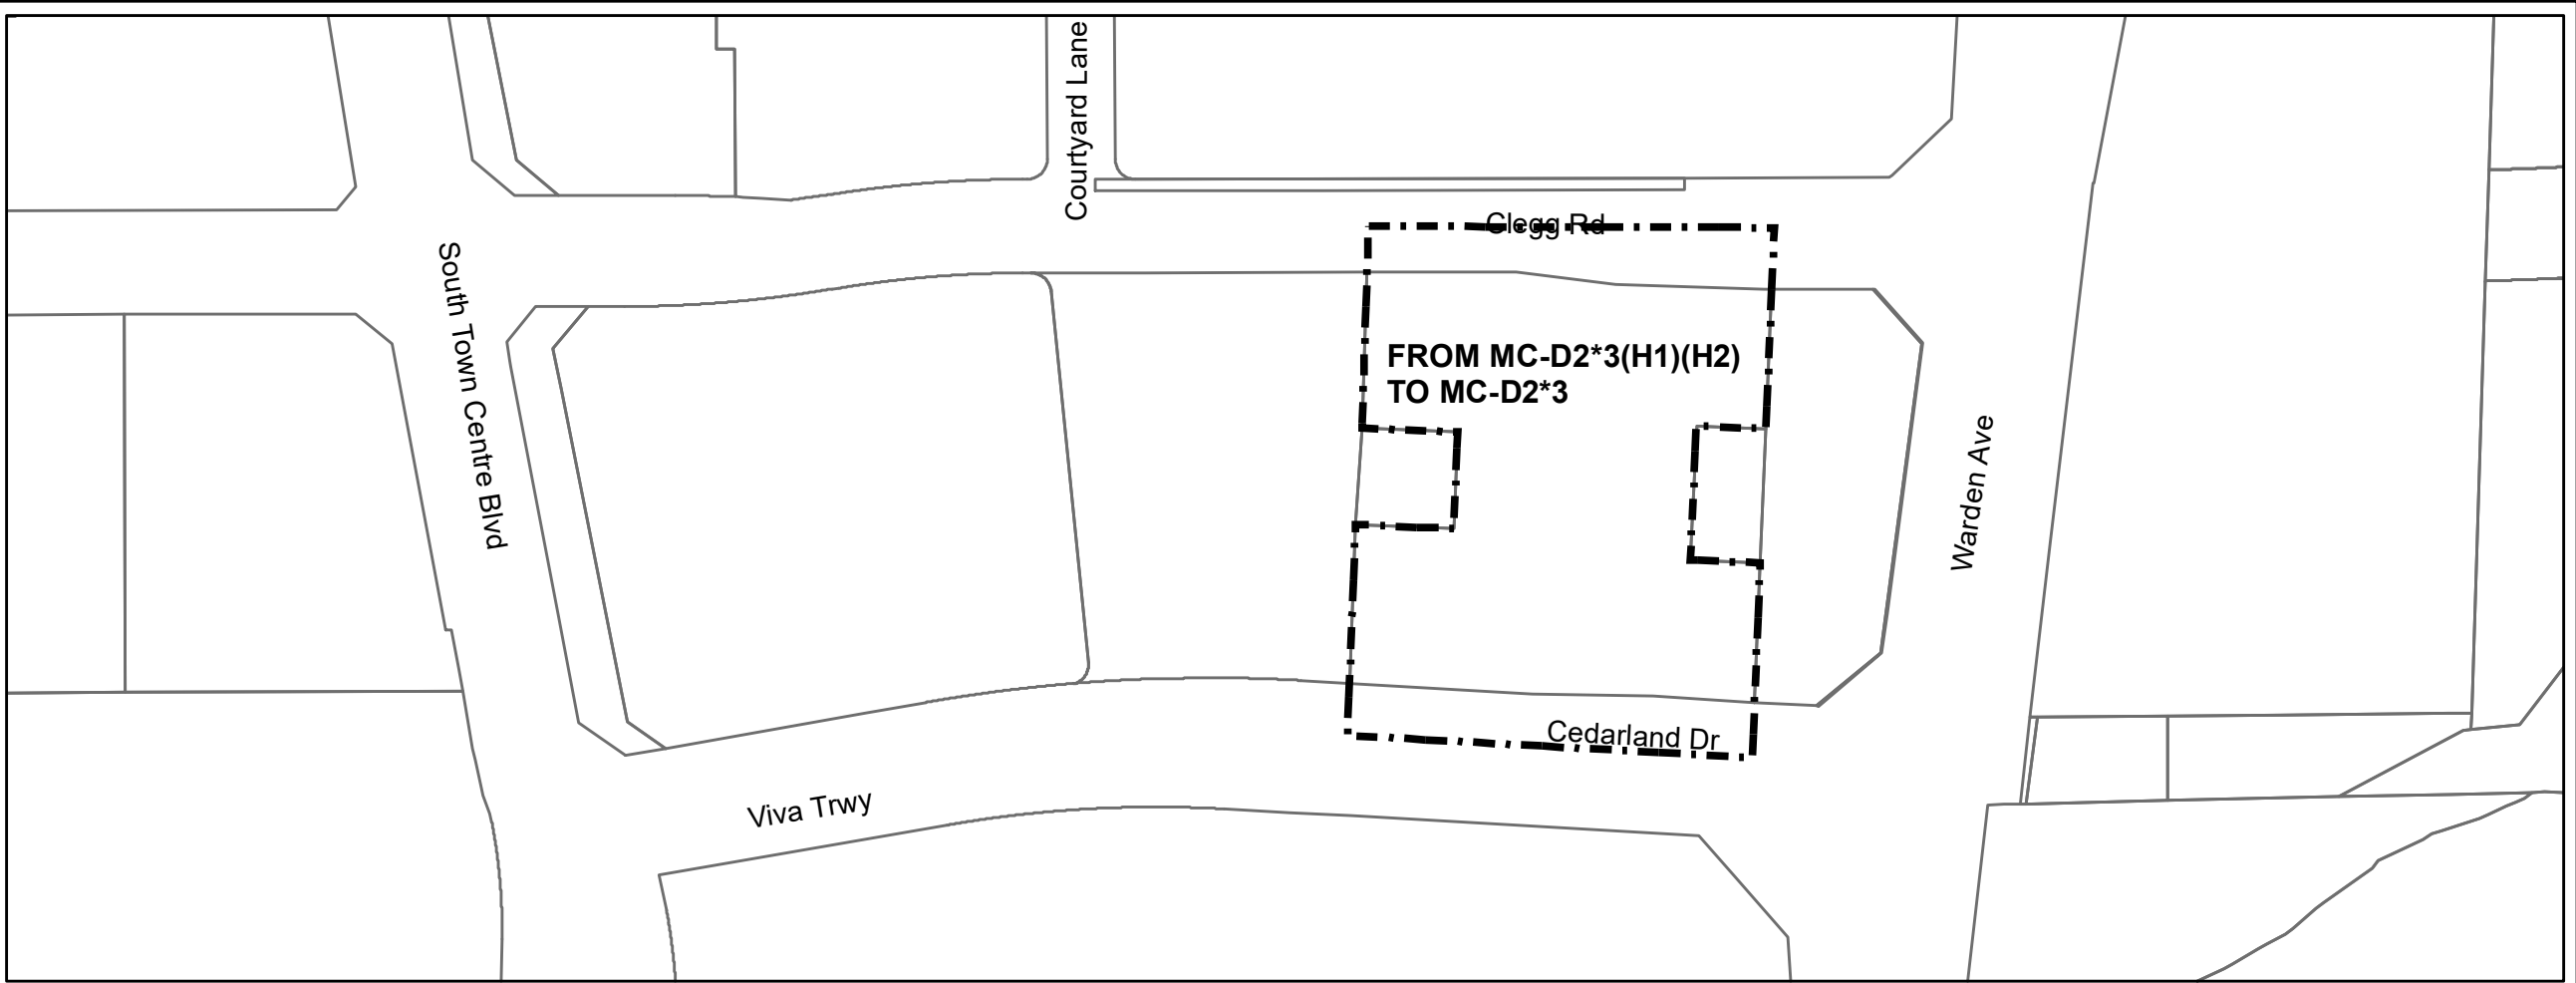 Courtyard Lane
Clegg Rd
South Town Centre Blvd
FROM MC-D2*3(H1)(H2)
TO MC-D2*3
Warden Ave
Cedarland Dr
Viva Trwy